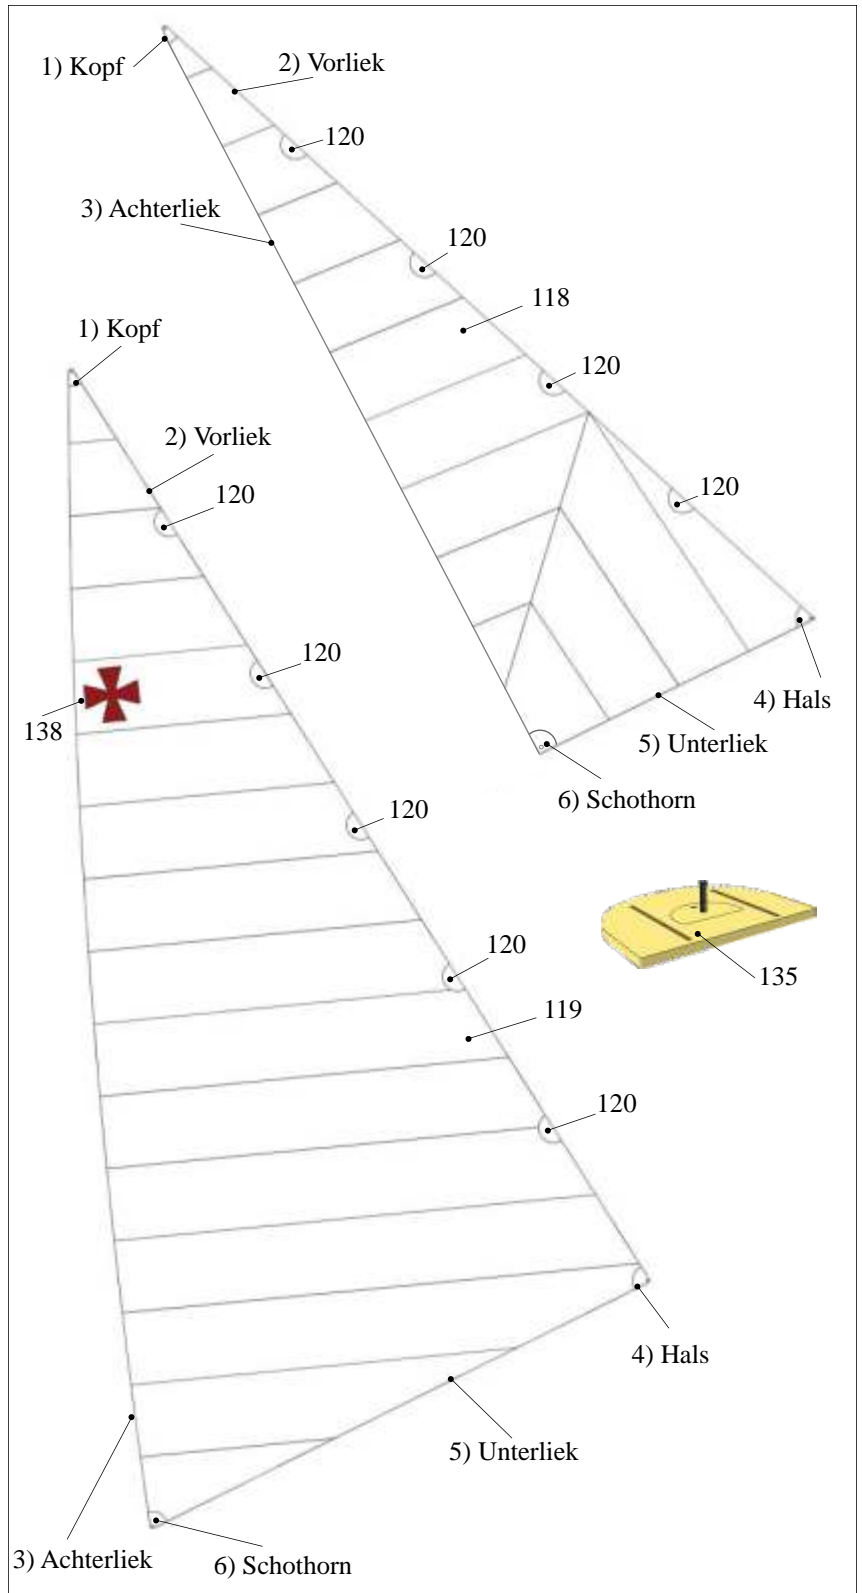 1) Kopf
2) Vorliek
120
3) Achterliek
120
118
120
120
4) Hals
5) Unterliek
6) Schothorn
1) Kopf
2) Vorliek
120
120
138
120
120
119
120
135
4) Hals
5) Unterliek
3) Achterliek
6) Schothorn